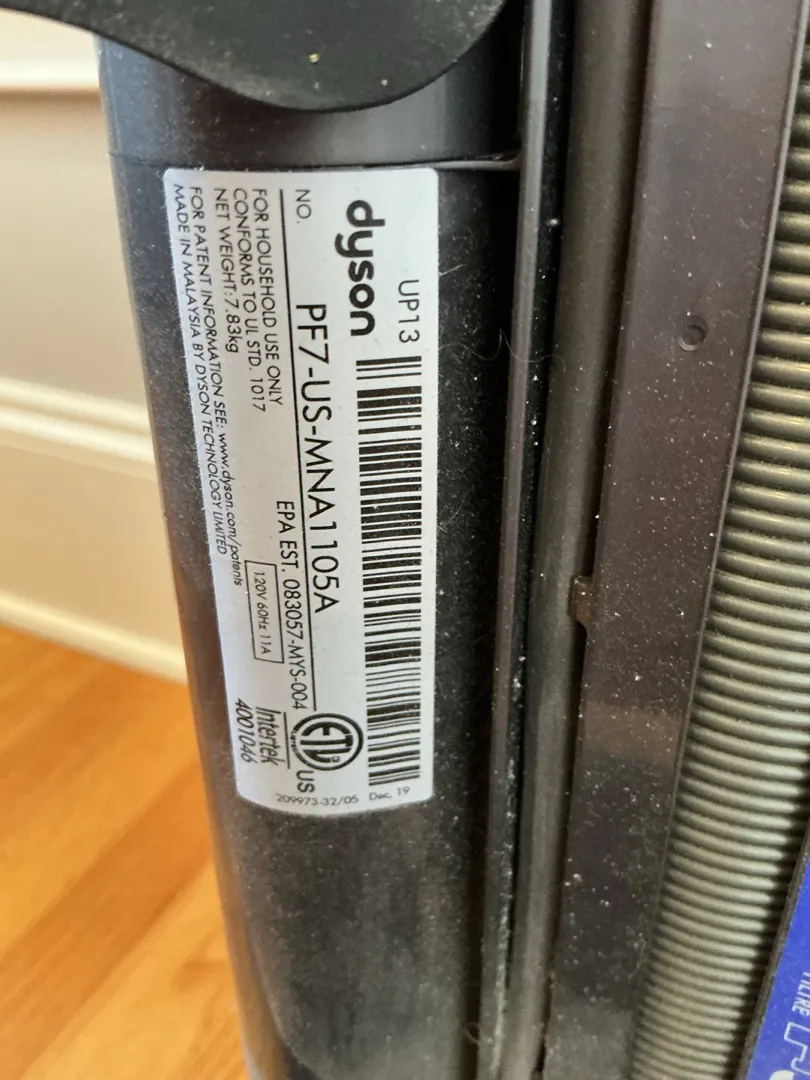 UP13
dyson
NO. PF7-US-MNA1105A
FOR HOUSEHOLD USE ONLY
CONFORMS TO UL STD. 1017
NET WEIGHT: 7.83kg
EPA EST. 083057-MYS-004
120V 60Hz 11A
FOR PATENT INFORMATION SEE: www.dyson.com/patents
MADE IN MALAYSIA BY DYSON TECHNOLOGY LIMITED
ETL
US
Intertek
4001046
209973-32/05 Dec, 19